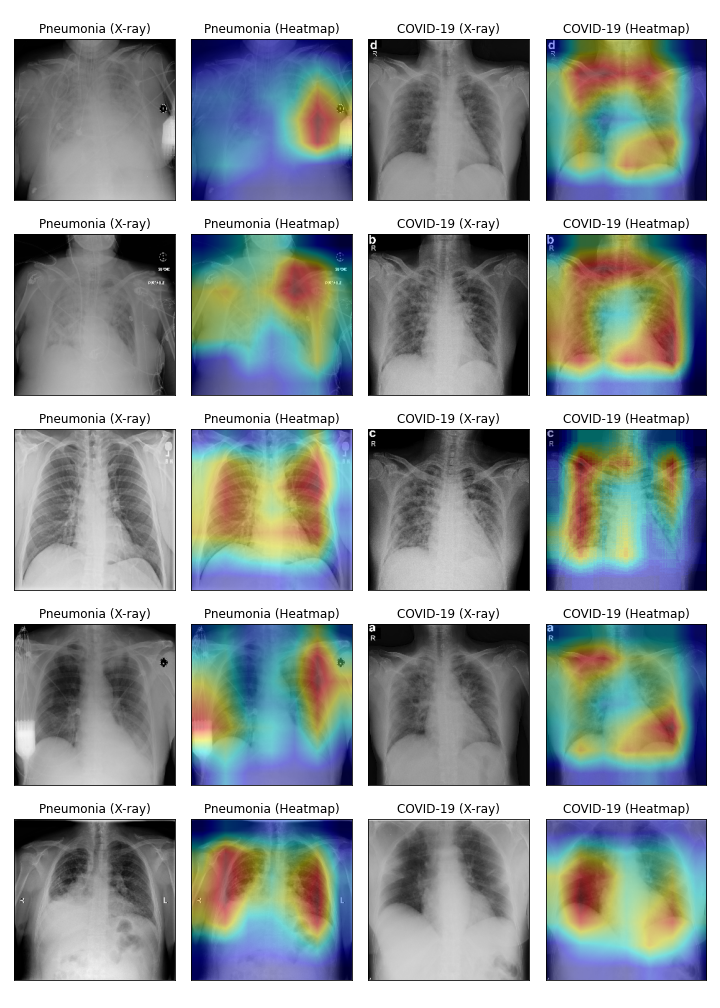 Pneumonia (X-ray) Pneumonia (Heatmap) COVID-19 (X-ray) COVID-19 (Heatmap)
d d
Pneumonia (X-ray) Pneumonia (Heatmap) COVID-19 (X-ray) COVID-19 (Heatmap)
b b
R R
Pneumonia (X-ray) Pneumonia (Heatmap) COVID-19 (X-ray) COVID-19 (Heatmap)
c c
R R
Pneumonia (X-ray) Pneumonia (Heatmap) COVID-19 (X-ray) COVID-19 (Heatmap)
a a
R R
Pneumonia (X-ray) Pneumonia (Heatmap) COVID-19 (X-ray) COVID-19 (Heatmap)
L L